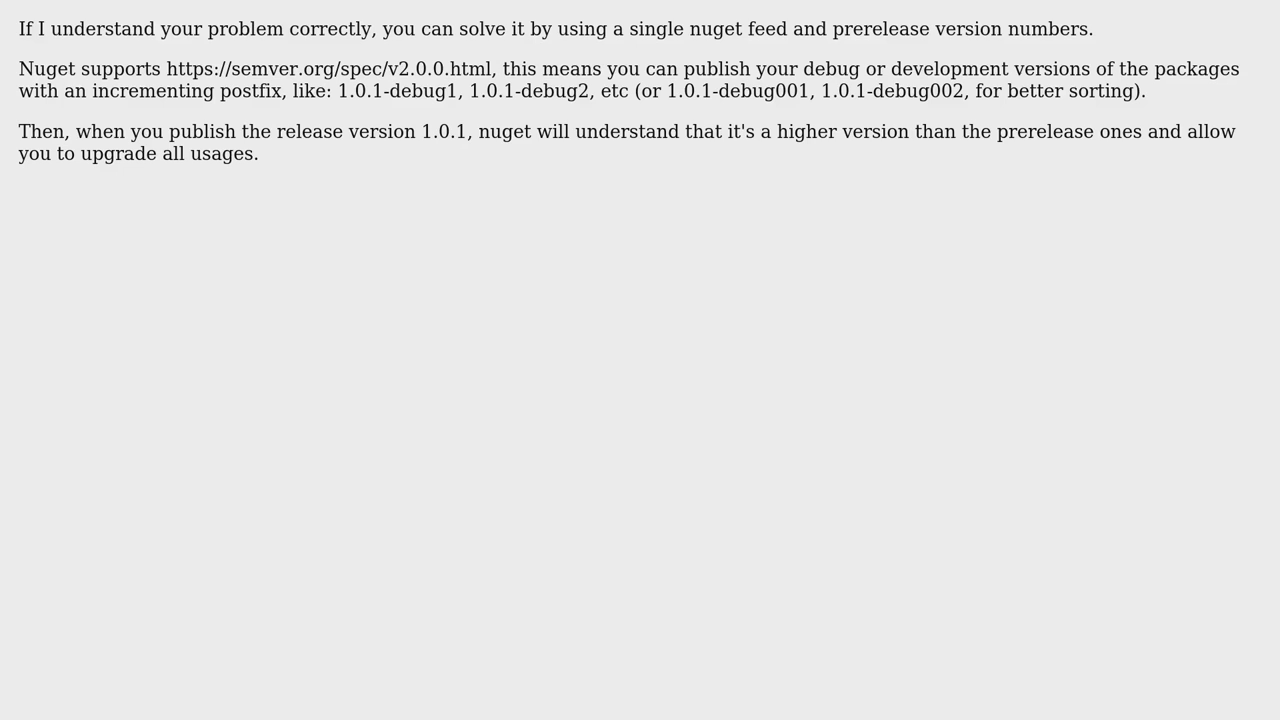 If I understand your problem correctly, you can solve it by using a single nuget feed and prerelease version numbers.
Nuget supports https://semver.org/spec/v2.0.0.html, this means you can publish your debug or development versions of the packages
with an incrementing postfix, like: 1.0.1-debug1, 1.0.1-debug2, etc (or 1.0.1-debug001, 1.0.1-debug002, for better sorting).
Then, when you publish the release version 1.0.1, nuget will understand that it's a higher version than the prerelease ones and allow
you to upgrade all usages.